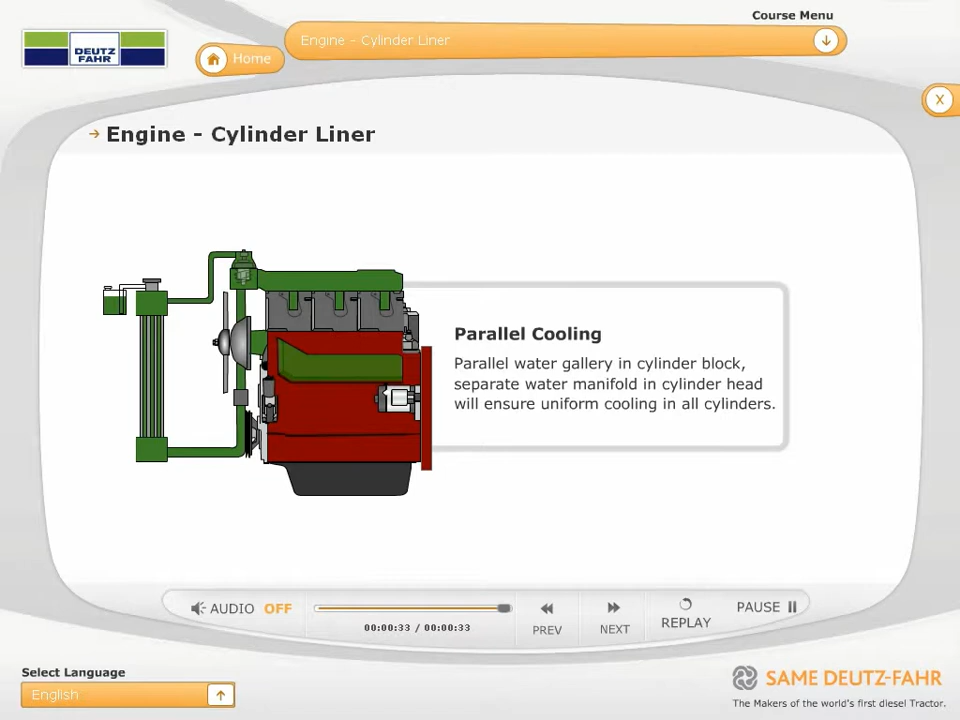 Course Menu
DEUTZ
FAHR
Home
Engine - Cylinder Liner
X
Engine - Cylinder Liner
Parallel Cooling
Parallel water gallery in cylinder block,
separate water manifold in cylinder head
will ensure uniform cooling in all cylinders.
AUDIO OFF
00:00:33 / 00:00:33
PREV
NEXT
REPLAY
PAUSE
Select Language
English
SAME DEUTZ-FAHR
The Makers of the world's first diesel Tractor.